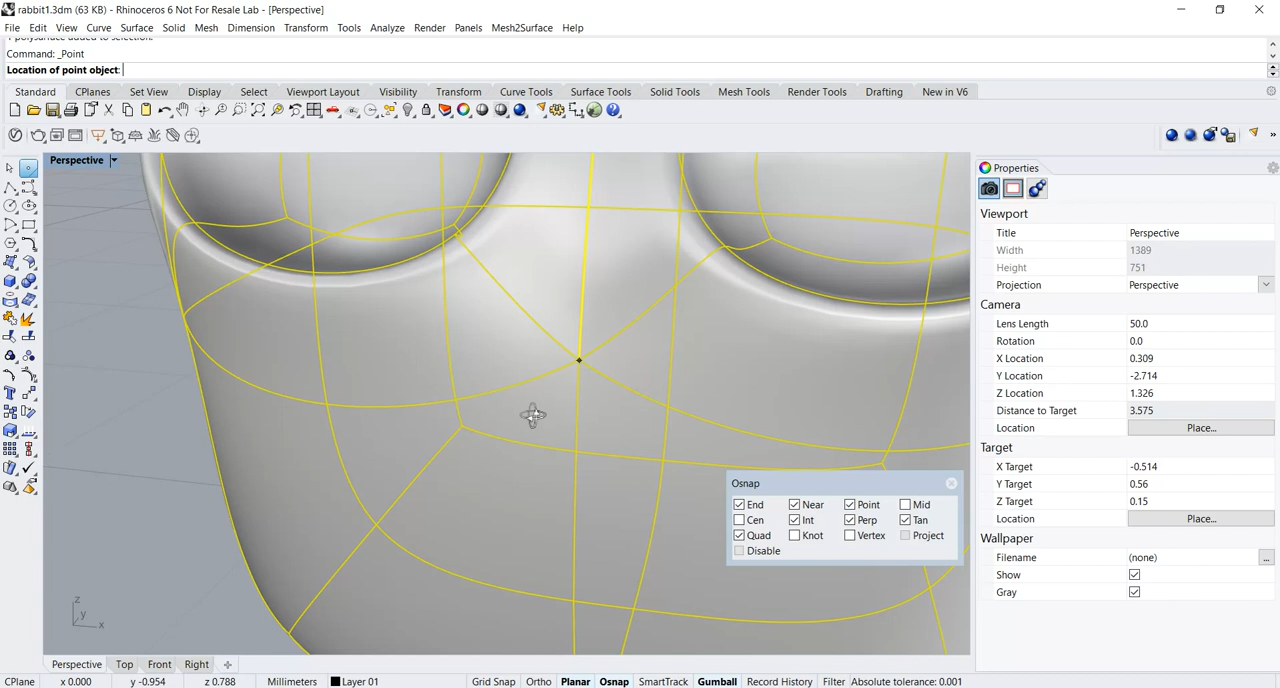 rabbit1.3dm (63 KB) - Rhinoceros 6 Not For Resale Lab - [Perspective]
File Edit View Curve Surface Solid Mesh Dimension Transform Tools Analyze Render Panels Mesh2Surface Help
1 polysurface added to selection.
Command: _Point
Location of point object:
Standard CPlanes Set View Display Select Viewport Layout Visibility Transform Curve Tools Surface Tools Solid Tools Mesh Tools Render Tools Drafting New in V6
Perspective
Properties
Viewport
Title Perspective
Width 1389
Height 751
Projection Perspective
Camera
Lens Length 50.0
Rotation 0.0
X Location 0.309
Y Location -2.714
Z Location 1.326
Distance to Target 3.575
Location Place...
Target
X Target -0.514
Y Target 0.56
Z Target 0.15
Location Place...
Wallpaper
Filename (none) ...
Show
Gray
Osnap
End Near Point Mid
Cen Int Perp Tan
Quad Knot Vertex Project
Disable
z
y
x
Perspective Top Front Right
CPlane x 0.000 y -0.954 z 0.788 Millimeters Layer 01 Grid Snap Ortho Planar Osnap SmartTrack Gumball Record History Filter Absolute tolerance: 0.001